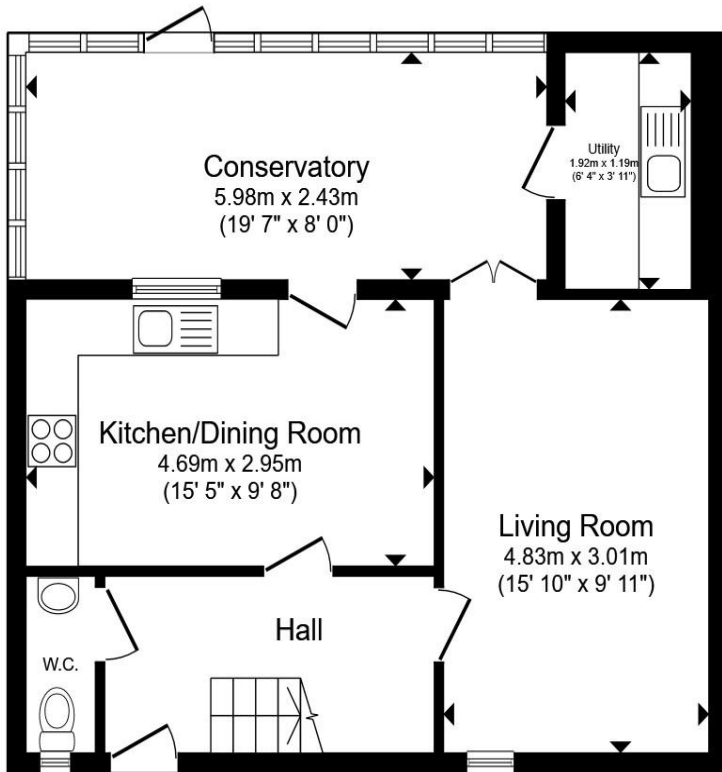 Conservatory
5.98m x 2.43m
(19' 7" x 8' 0")
Utility
1.92m x 1.19m
(6' 4" x 3' 11")
Kitchen/Dining Room
4.69m x 2.95m
(15' 5" x 9' 8")
Living Room
4.83m x 3.01m
(15' 10" x 9' 11")
Hall
W.C.